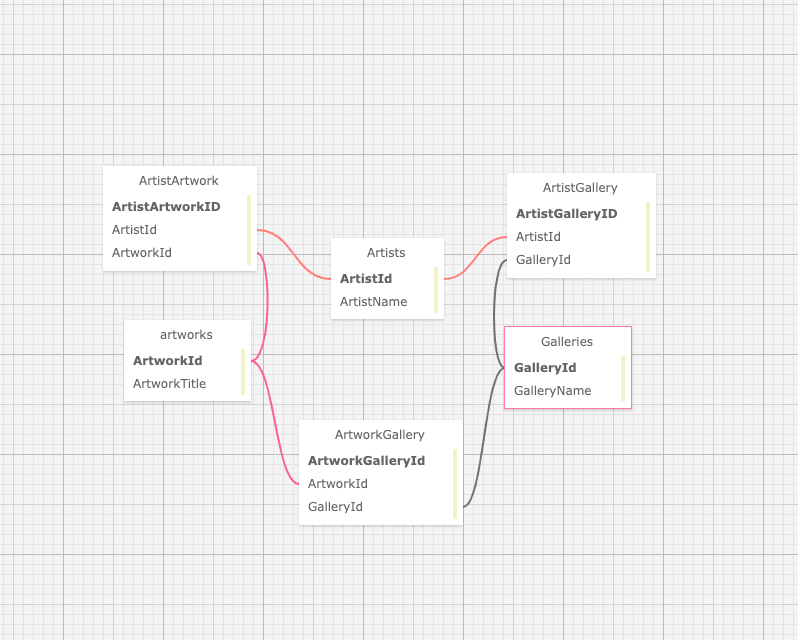 ArtistArtwork
ArtistArtworkID
ArtistId
ArtworkId
Artists
ArtistId
ArtistName
ArtistGallery
ArtistGalleryID
ArtistId
GalleryId
artworks
ArtworkId
ArtworkTitle
Galleries
GalleryId
GalleryName
ArtworkGallery
ArtworkGalleryId
ArtworkId
GalleryId